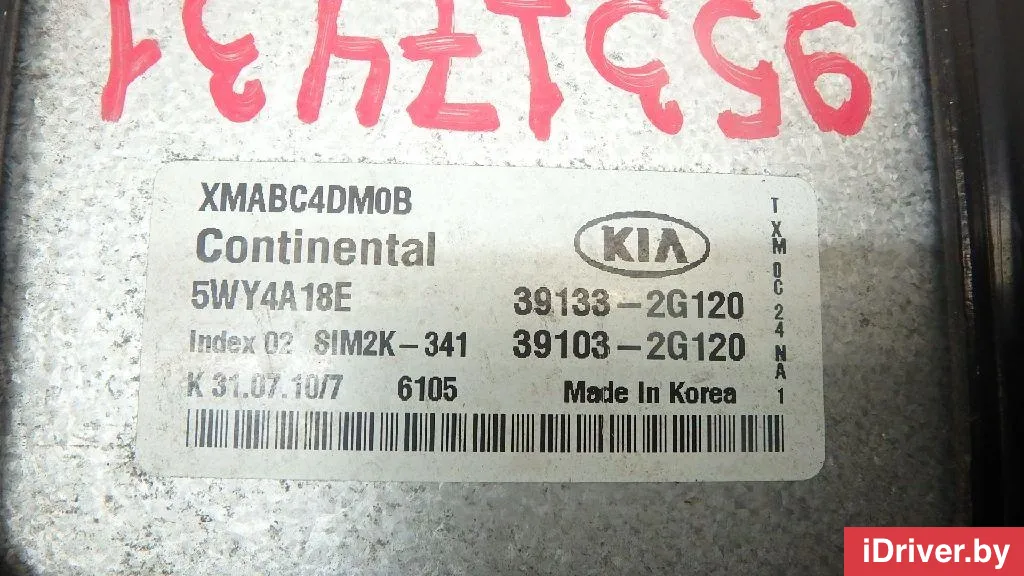 XMABC4DM0B
Continental
KIA
5WY4A18E 39133-2G120
Index 02 SIM2K-341 39103-2G120
K 31.07.10/7 6105 Made In Korea
TXM0C24NA1
iDriver.by